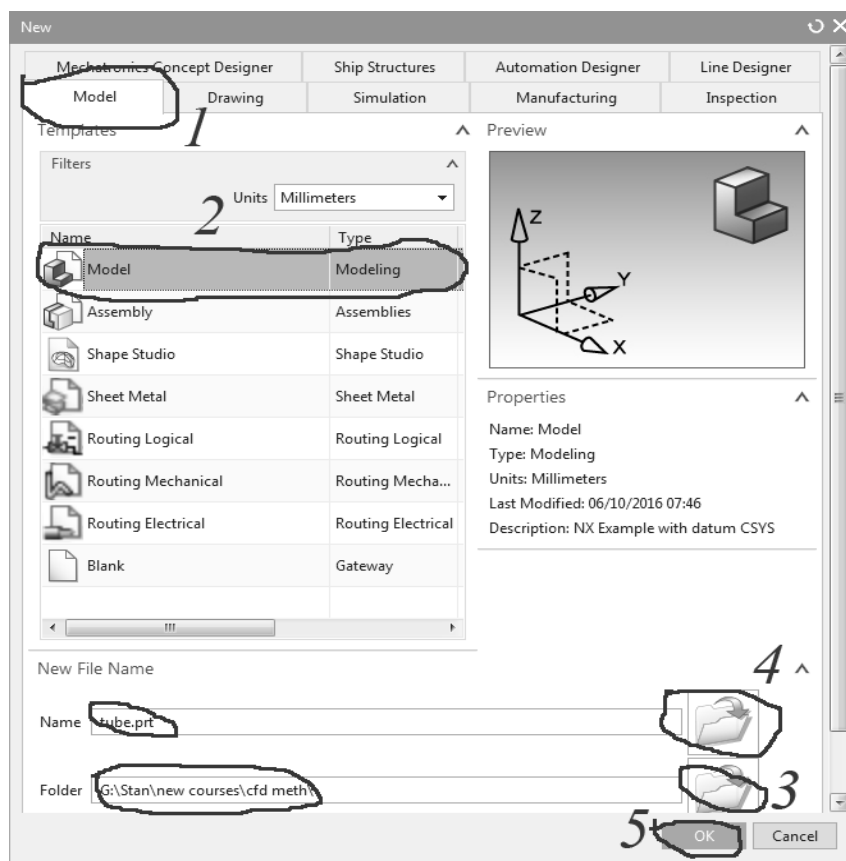 New
Mechatronics Concept Designer Ship Structures Automation Designer Line Designer
Model Drawing Simulation Manufacturing Inspection
1
Templates Preview
Filters
Units Millimeters
2
Z
Y
X
Name Type
Model Modeling
Assembly Assemblies
Shape Studio Shape Studio
Sheet Metal Sheet Metal
Routing Logical Routing Logical
Routing Mechanical Routing Mecha...
Routing Electrical Routing Electrical
Blank Gateway
Properties
Name: Model
Type: Modeling
Units: Millimeters
Last Modified: 06/10/2016 07:46
Description: NX Example with datum CSYS
New File Name
4
Name tube.prt
Folder G:\Stan\new courses\cfd meth\
3
5
OK Cancel